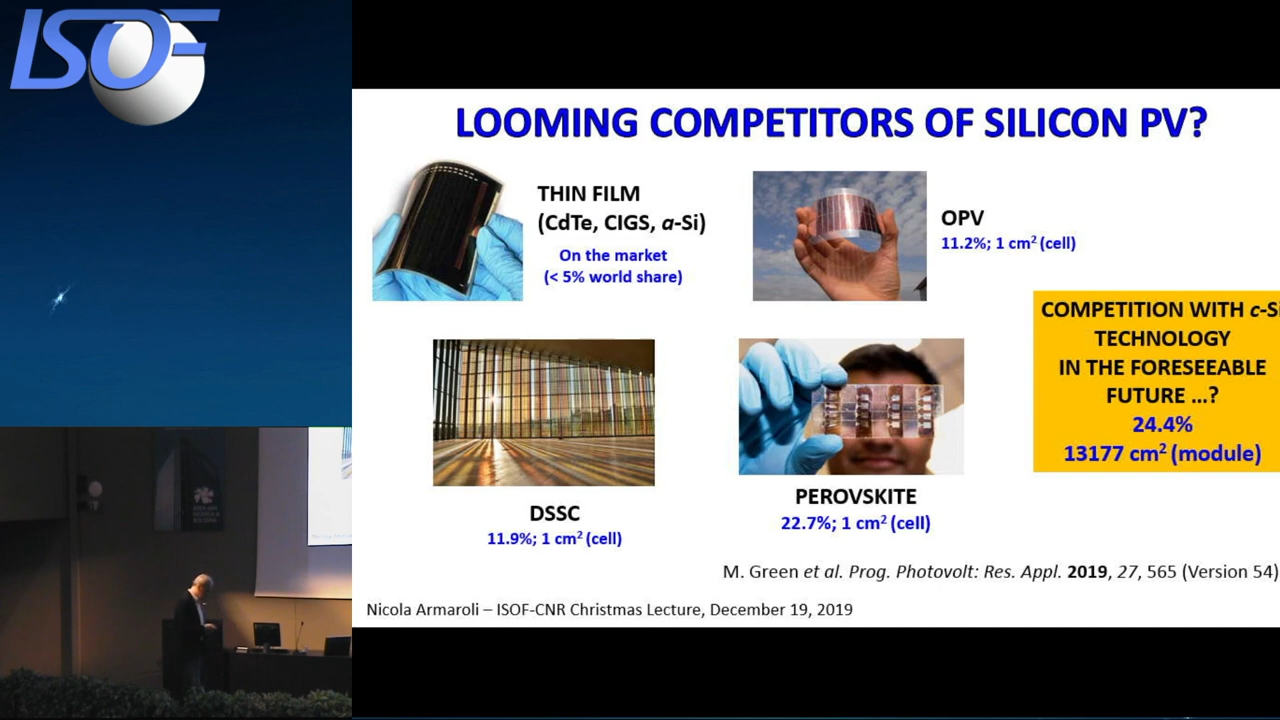 ISOF
LOOMING COMPETITORS OF SILICON PV?
THIN FILM
(CdTe, CIGS, a-Si)
On the market
(< 5% world share)
OPV
11.2%; 1 cm² (cell)
COMPETITION WITH c-Si
TECHNOLOGY
IN THE FORESEEABLE
FUTURE ...?
24.4%
13177 cm² (module)
DSSC
11.9%; 1 cm² (cell)
PEROVSKITE
22.7%; 1 cm² (cell)
M. Green et al. Prog. Photovolt: Res. Appl. 2019, 27, 565 (Version 54)
Nicola Armaroli – ISOF-CNR Christmas Lecture, December 19, 2019